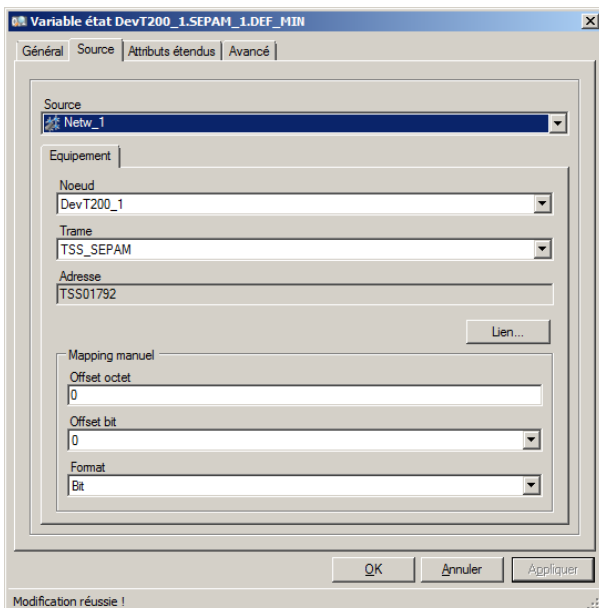 Variable état DevT200_1.SEPAM_1.DEF_MIN
Général Source Attributs étendus Avancé
Source
Netw_1
Equipement
Noeud
DevT200_1
Trame
TSS_SEPAM
Adresse
TSS01792
Lien...
Mapping manuel
Offset octet
0
Offset bit
0
Format
Bit
OK Annuler Appliquer
Modification réussie !